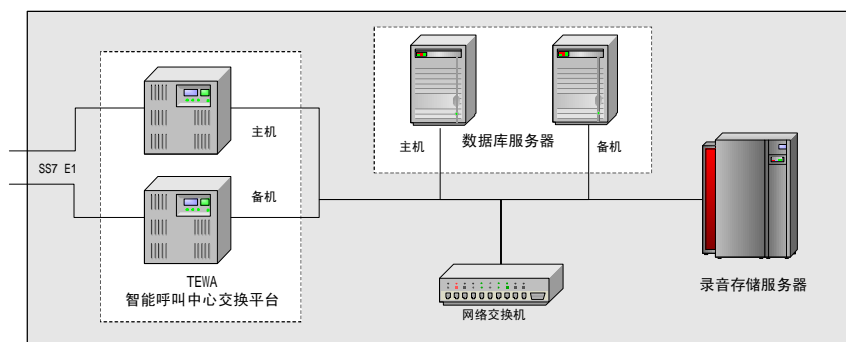 主机
SS7 E1
备机
TEWA
智能呼叫中心交换平台
主机
数据库服务器
备机
网络交换机
录音存储服务器